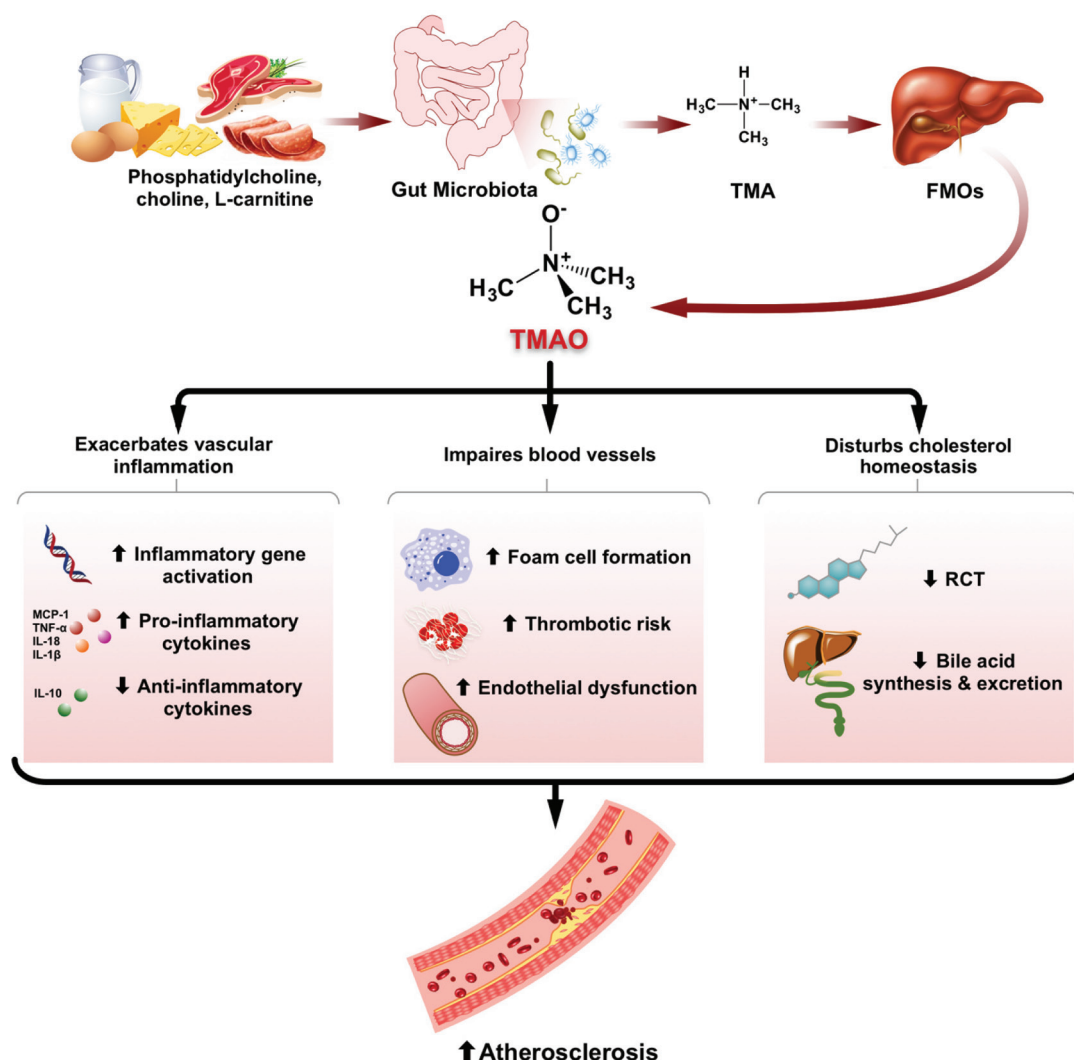 Phosphatidylcholine,
choline, L-carnitine
Gut Microbiota
H
H₃C N⁺ CH₃
CH₃
TMA
FMOs
O⁻
N⁺
H₃C CH₃
CH₃
TMAO
Exacerbates vascular
inflammation
Inflammatory gene
activation
MCP-1
TNF-α
IL-18
IL-1β
Pro-inflammatory
cytokines
IL-10
Anti-inflammatory
cytokines
Impaires blood vessels
Foam cell formation
Thrombotic risk
Endothelial dysfunction
Disturbs cholesterol
homeostasis
RCT
Bile acid
synthesis & excretion
Atherosclerosis